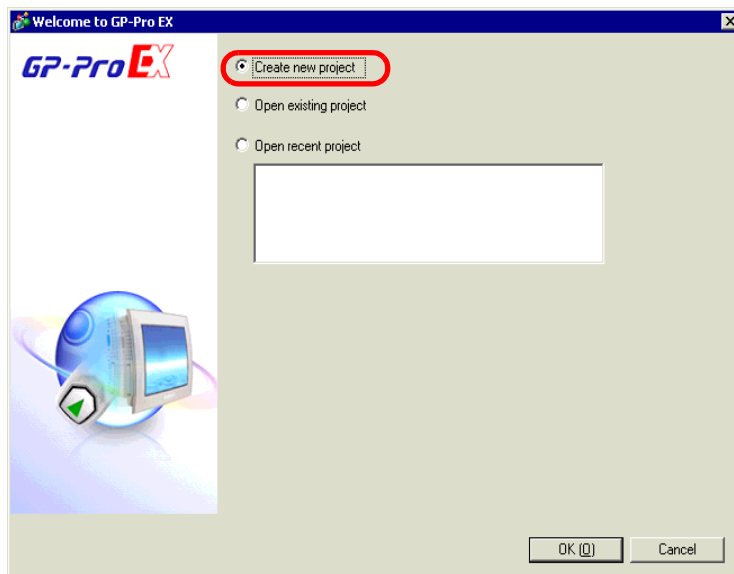 Welcome to GP-Pro EX
GP-Pro EX
Create new project
Open existing project
Open recent project
OK (O) Cancel